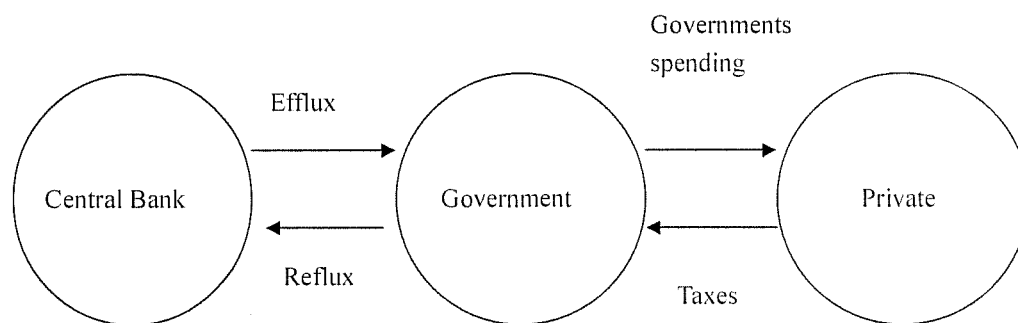 Governments
spending
Efflux
Central Bank
Government
Private
Reflux
Taxes